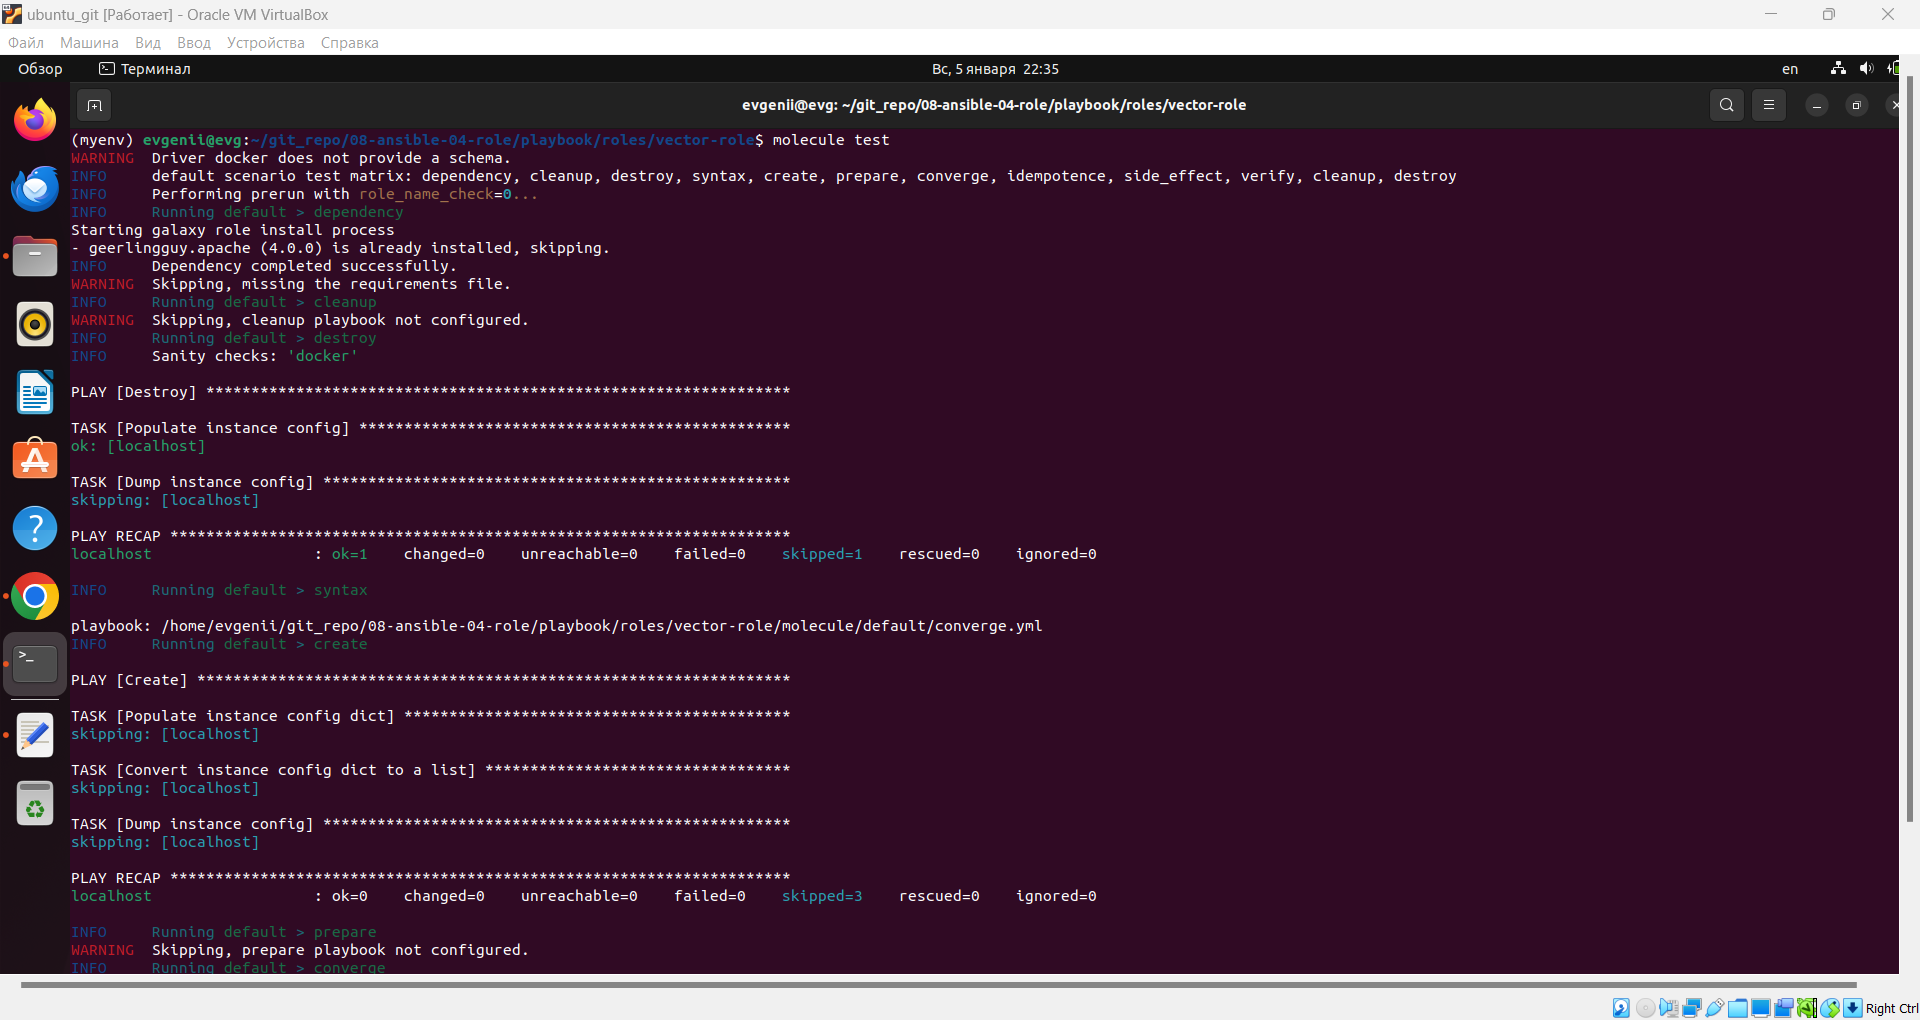 ubuntu_git [Работает] - Oracle VM VirtualBox
Файл Машина Вид Ввод Устройства Справка
Обзор Терминал Вс, 5 января 22:35 en
evgenii@evg: ~/git_repo/08-ansible-04-role/playbook/roles/vector-role
(myenv) evgenii@evg:~/git_repo/08-ansible-04-role/playbook/roles/vector-role$ molecule test
WARNING  Driver docker does not provide a schema.
INFO     default scenario test matrix: dependency, cleanup, destroy, syntax, create, prepare, converge, idempotence, side_effect, verify, cleanup, destroy
INFO     Performing prerun with role_name_check=0...
INFO     Running default > dependency
Starting galaxy role install process
- geerlingguy.apache (4.0.0) is already installed, skipping.
INFO     Dependency completed successfully.
WARNING  Skipping, missing the requirements file.
INFO     Running default > cleanup
WARNING  Skipping, cleanup playbook not configured.
INFO     Running default > destroy
INFO     Sanity checks: 'docker'
PLAY [Destroy] *****************************************************************
TASK [Populate instance config] ************************************************
ok: [localhost]
TASK [Dump instance config] ****************************************************
skipping: [localhost]
PLAY RECAP *********************************************************************
localhost                  : ok=1    changed=0    unreachable=0    failed=0    skipped=1    rescued=0    ignored=0
INFO     Running default > syntax
playbook: /home/evgenii/git_repo/08-ansible-04-role/playbook/roles/vector-role/molecule/default/converge.yml
INFO     Running default > create
PLAY [Create] ******************************************************************
TASK [Populate instance config dict] *******************************************
skipping: [localhost]
TASK [Convert instance config dict to a list] **********************************
skipping: [localhost]
TASK [Dump instance config] ****************************************************
skipping: [localhost]
PLAY RECAP *********************************************************************
localhost                  : ok=0    changed=0    unreachable=0    failed=0    skipped=3    rescued=0    ignored=0
INFO     Running default > prepare
WARNING  Skipping, prepare playbook not configured.
INFO     Running default > converge
Right Ctrl